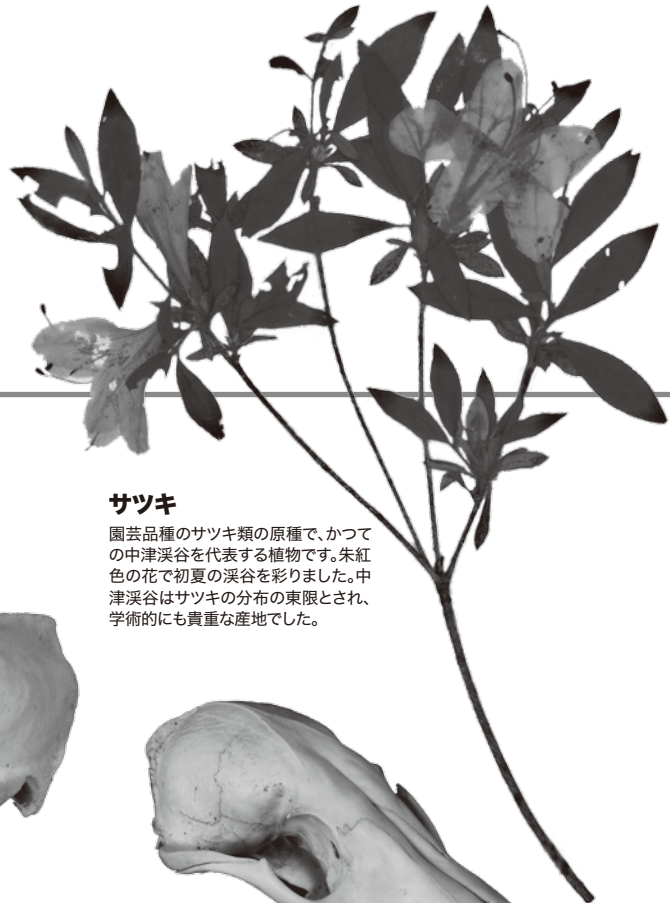 サツキ
園芸品種のサツキ類の原種で、かつて
の中津渓谷を代表する植物です。朱紅
色の花で初夏の渓谷を彩りました。中
津渓谷はサツキの分布の東限とされ、
学術的にも貴重な産地でした。